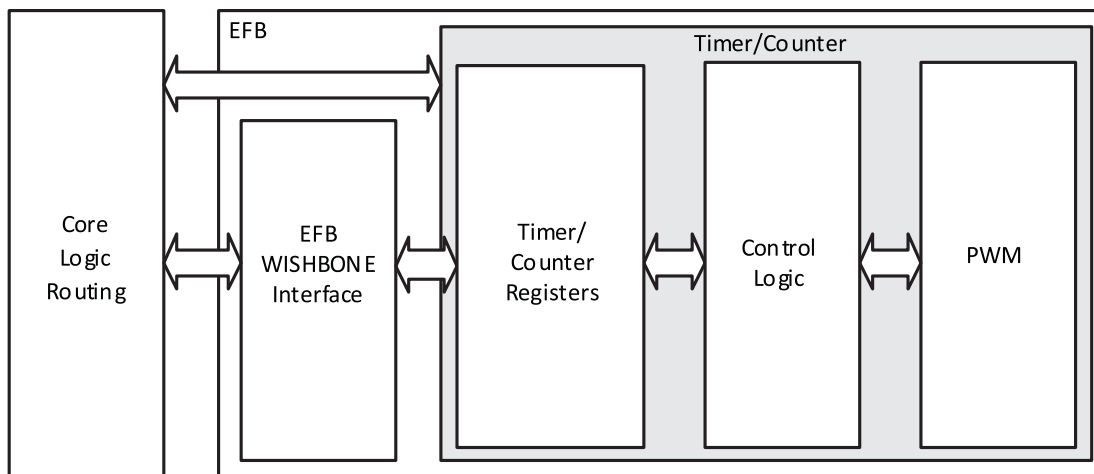 EFB
Timer/Counter
Core
Logic
Routing
EFB
WISHBONE
Interface
Timer/
Counter
Registers
Control
Logic
PWM